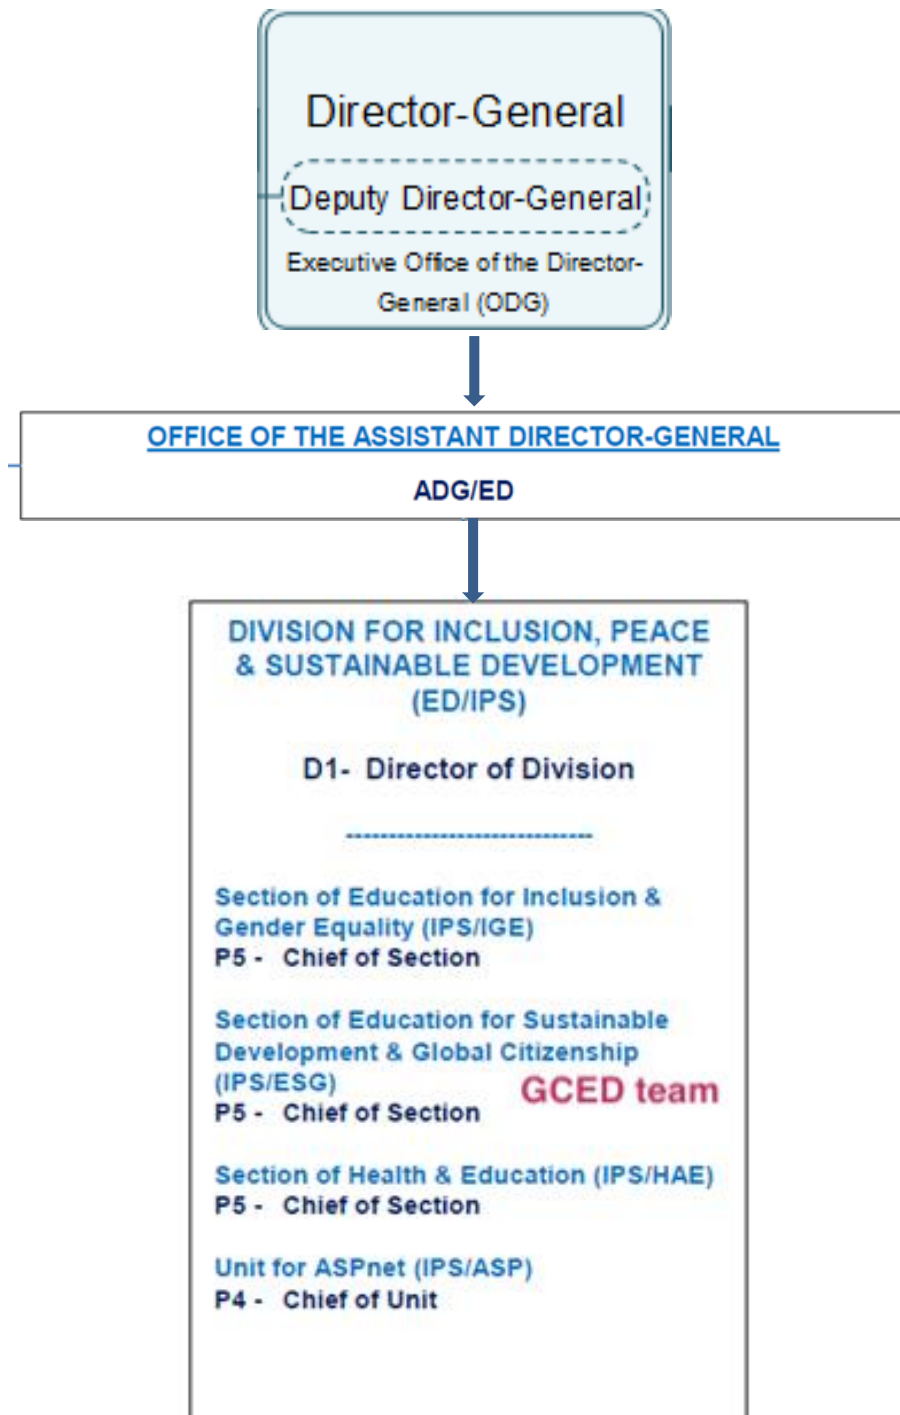 Director-General
Deputy Director-General
Executive Office of the Director-
General (ODG)
OFFICE OF THE ASSISTANT DIRECTOR-GENERAL
ADG/ED
DIVISION FOR INCLUSION, PEACE
& SUSTAINABLE DEVELOPMENT
(ED/IPS)
D1- Director of Division
-----------------------------
Section of Education for Inclusion &
Gender Equality (IPS/IGE)
P5 - Chief of Section
Section of Education for Sustainable
Development & Global Citizenship
(IPS/ESG)
GCED team
P5 - Chief of Section
Section of Health & Education (IPS/HAE)
P5 - Chief of Section
Unit for ASPnet (IPS/ASP)
P4 - Chief of Unit